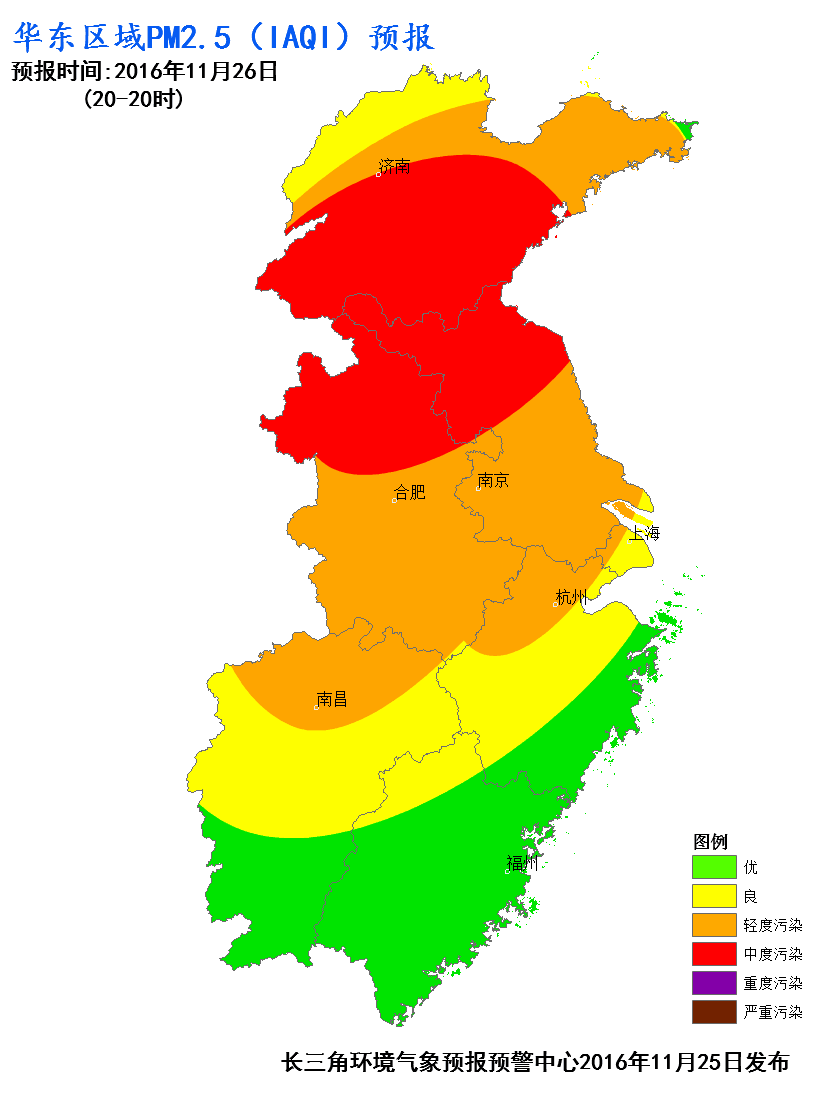 华东区域PM2.5（IAQI）预报
预报时间:2016年11月26日
(20-20时)
济南
南京
合肥
上海
杭州
南昌
福州
图例
优
良
轻度污染
中度污染
重度污染
严重污染
长三角环境气象预报预警中心2016年11月25日发布